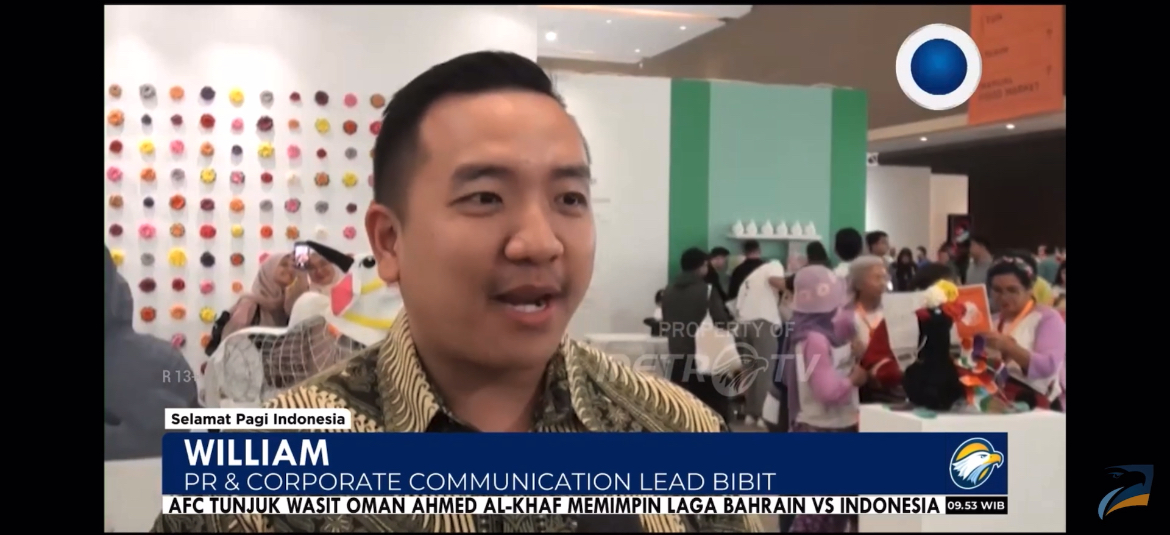 PROPERTY OF
METRO TV
Selamat Pagi Indonesia
WILLIAM
PR & CORPORATE COMMUNICATION LEAD BIBIT
AFC TUNJUK WASIT OMAN AHMED AL-KHAF MEMIMPIN LAGA BAHRAIN VS INDONESIA
09.53 WIB